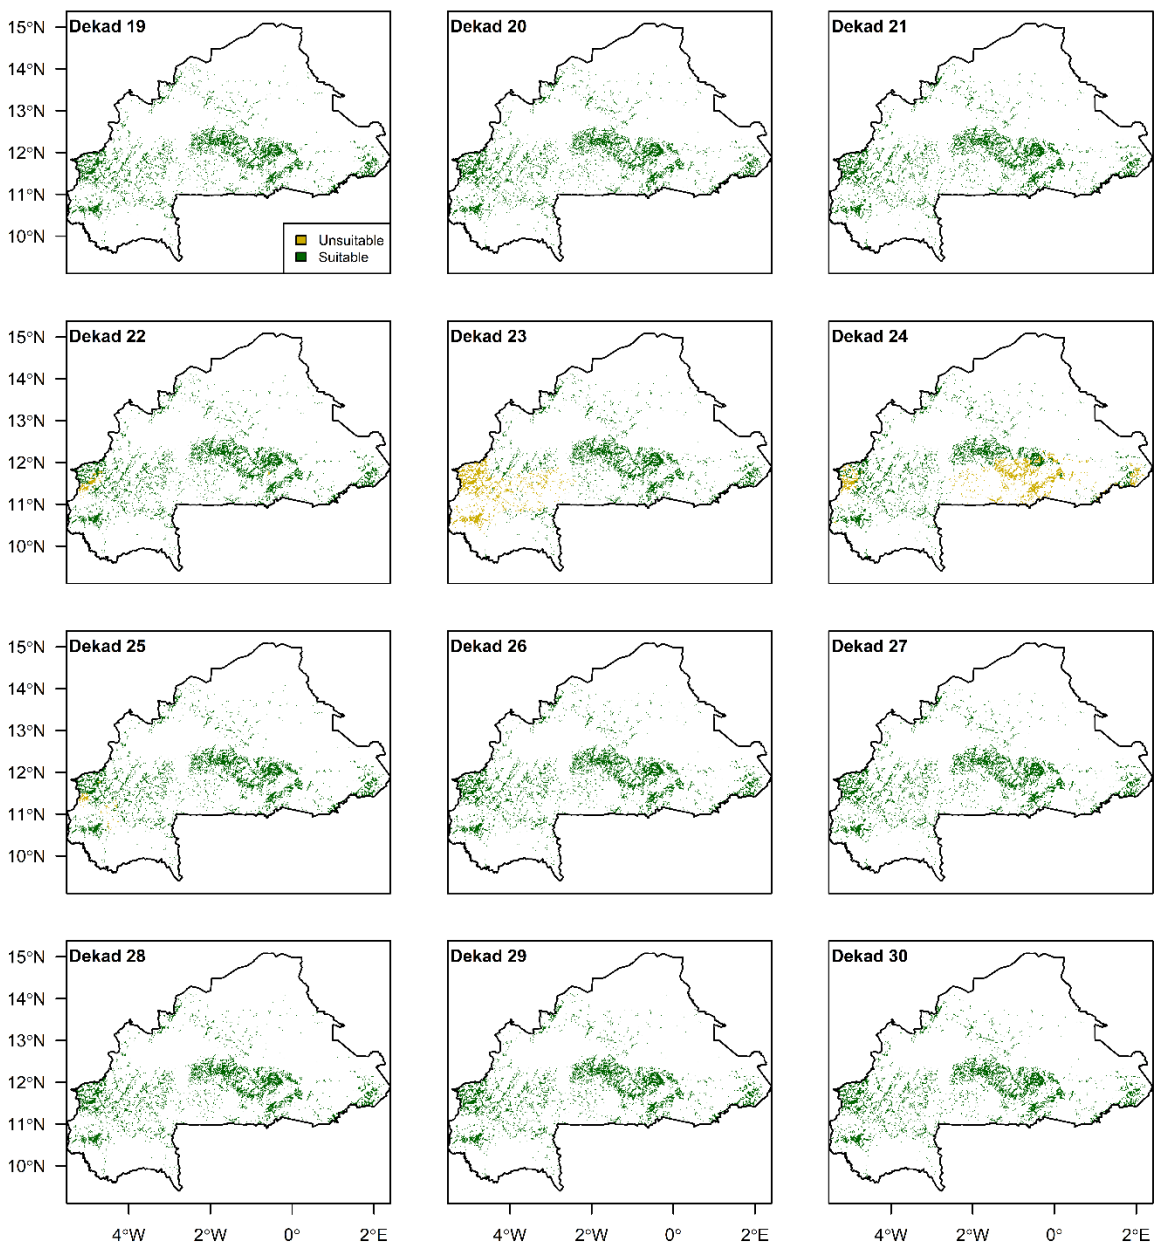 Dekad 19
Dekad 20
Dekad 21
15°N
14°N
13°N
12°N
11°N
10°N
Unsuitable
Suitable
Dekad 22
Dekad 23
Dekad 24
15°N
14°N
13°N
12°N
11°N
10°N
Dekad 25
Dekad 26
Dekad 27
15°N
14°N
13°N
12°N
11°N
10°N
Dekad 28
Dekad 29
Dekad 30
15°N
14°N
13°N
12°N
11°N
10°N
4°W 2°W 0° 2°E 4°W 2°W 0° 2°E 4°W 2°W 0° 2°E